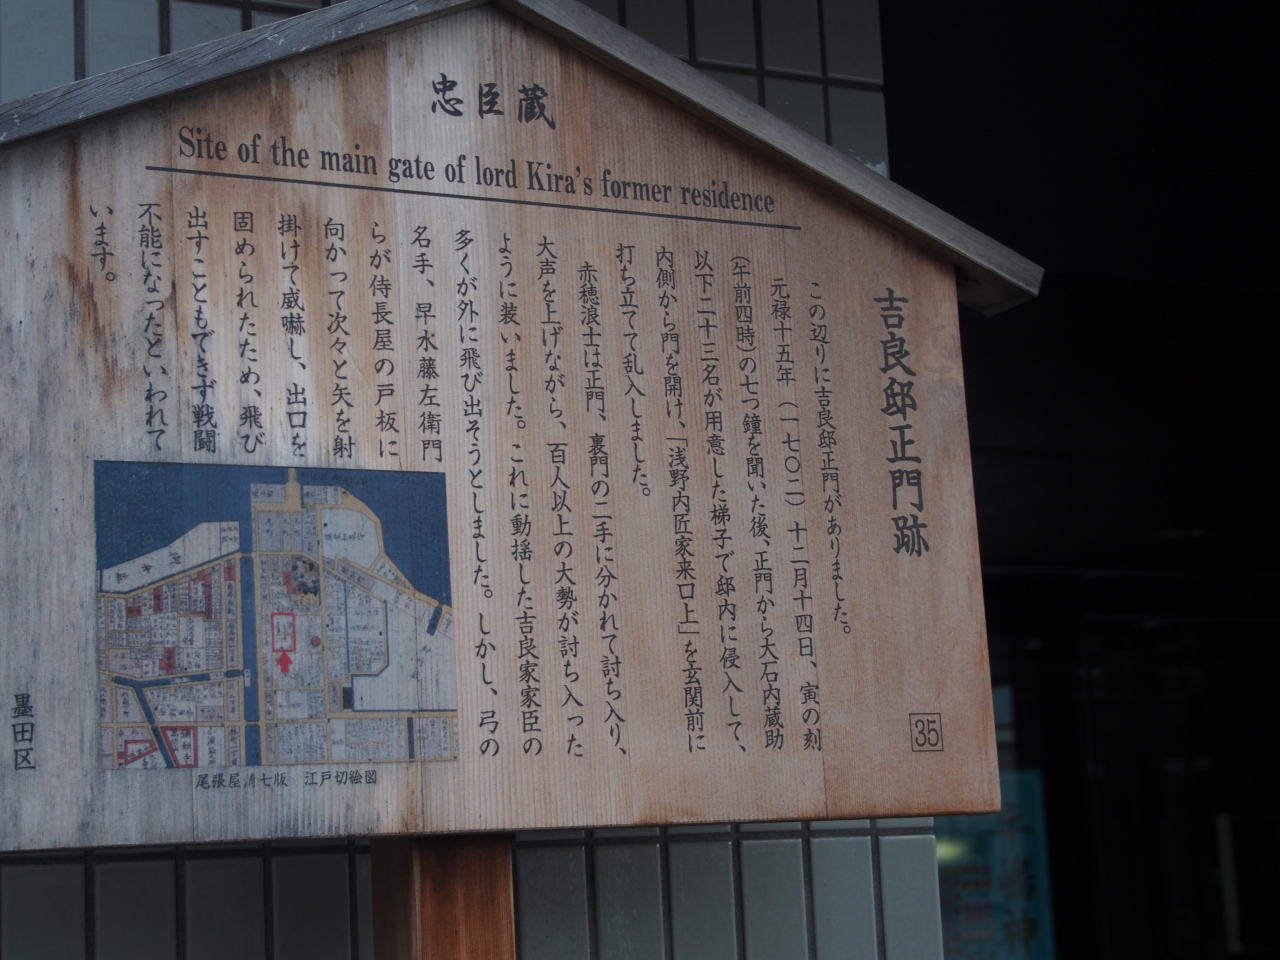 忠臣蔵
Site of the main gate of lord Kira's former residence
吉良邸正門跡
35
この辺りに吉良邸正門がありました。
元禄十五年（一七〇二）十二月十四日、寅の刻
（午前四時）の七つ鐘を聞いた後、正門から大石内蔵助
以下二十三名が用意した梯子で邸内に侵入して、
内側から門を開け、「浅野内匠家来口上」を玄関前に
打ち立てて乱入しました。
赤穂浪士は正門、裏門の二手に分かれて討ち入り、
大声を上げながら、百人以上の大勢が討ち入った
ように装いました。これに動揺した吉良家家臣の
多くが外に飛び出そうとしました。しかし、弓の
名手、早水藤左衛門
らが侍長屋の戸板に
向かって次々と矢を射
掛けて威嚇し、出口を
固められたため、飛び
出すこともできず戦闘
不能になったといわれて
います。
尾張屋清七版　江戸切絵図
墨田区